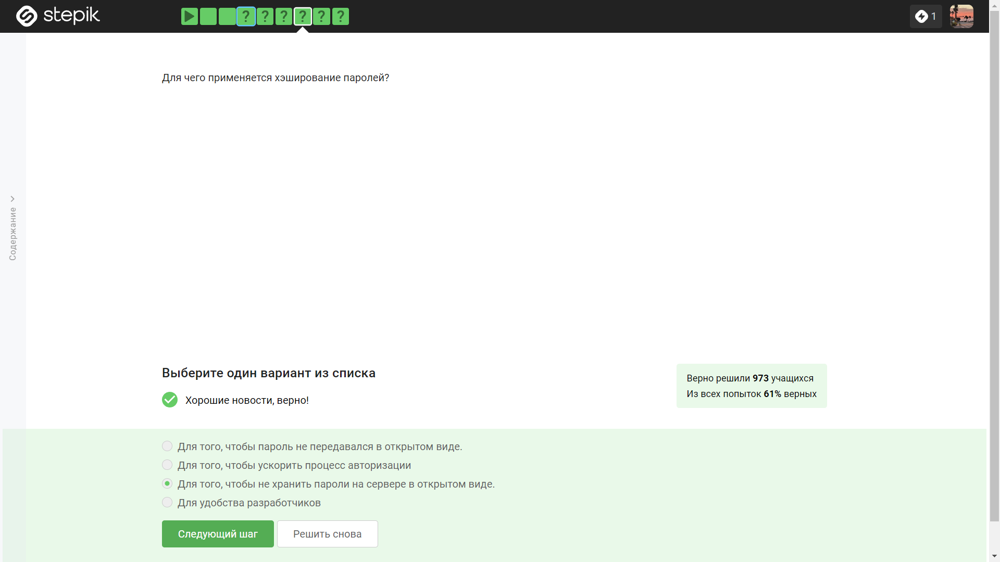 stepik
? ? ? ? ? ?
1
Содержание
Для чего применяется хэширование паролей?
Выберите один вариант из списка
Хорошие новости, верно!
Верно решили 973 учащихся
Из всех попыток 61% верных
Для того, чтобы пароль не передавался в открытом виде.
Для того, чтобы ускорить процесс авторизации
Для того, чтобы не хранить пароли на сервере в открытом виде.
Для удобства разработчиков
Следующий шаг
Решить снова